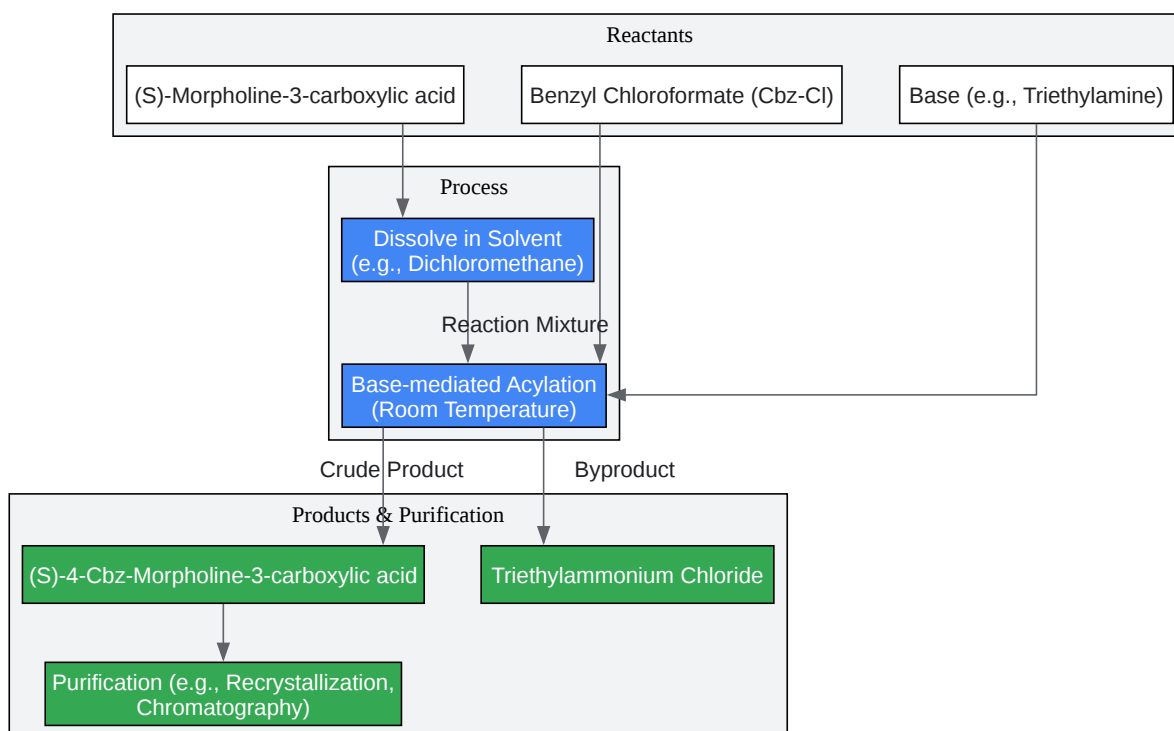 Reactants
(S)-Morpholine-3-carboxylic acid
Benzyl Chloroformate (Cbz-Cl)
Base (e.g., Triethylamine)
Process
Dissolve in Solvent
(e.g., Dichloromethane)
Reaction Mixture
Base-mediated Acylation
(Room Temperature)
Crude Product
Byproduct
Products & Purification
(S)-4-Cbz-Morpholine-3-carboxylic acid
Triethylammonium Chloride
Purification (e.g., Recrystallization,
Chromatography)